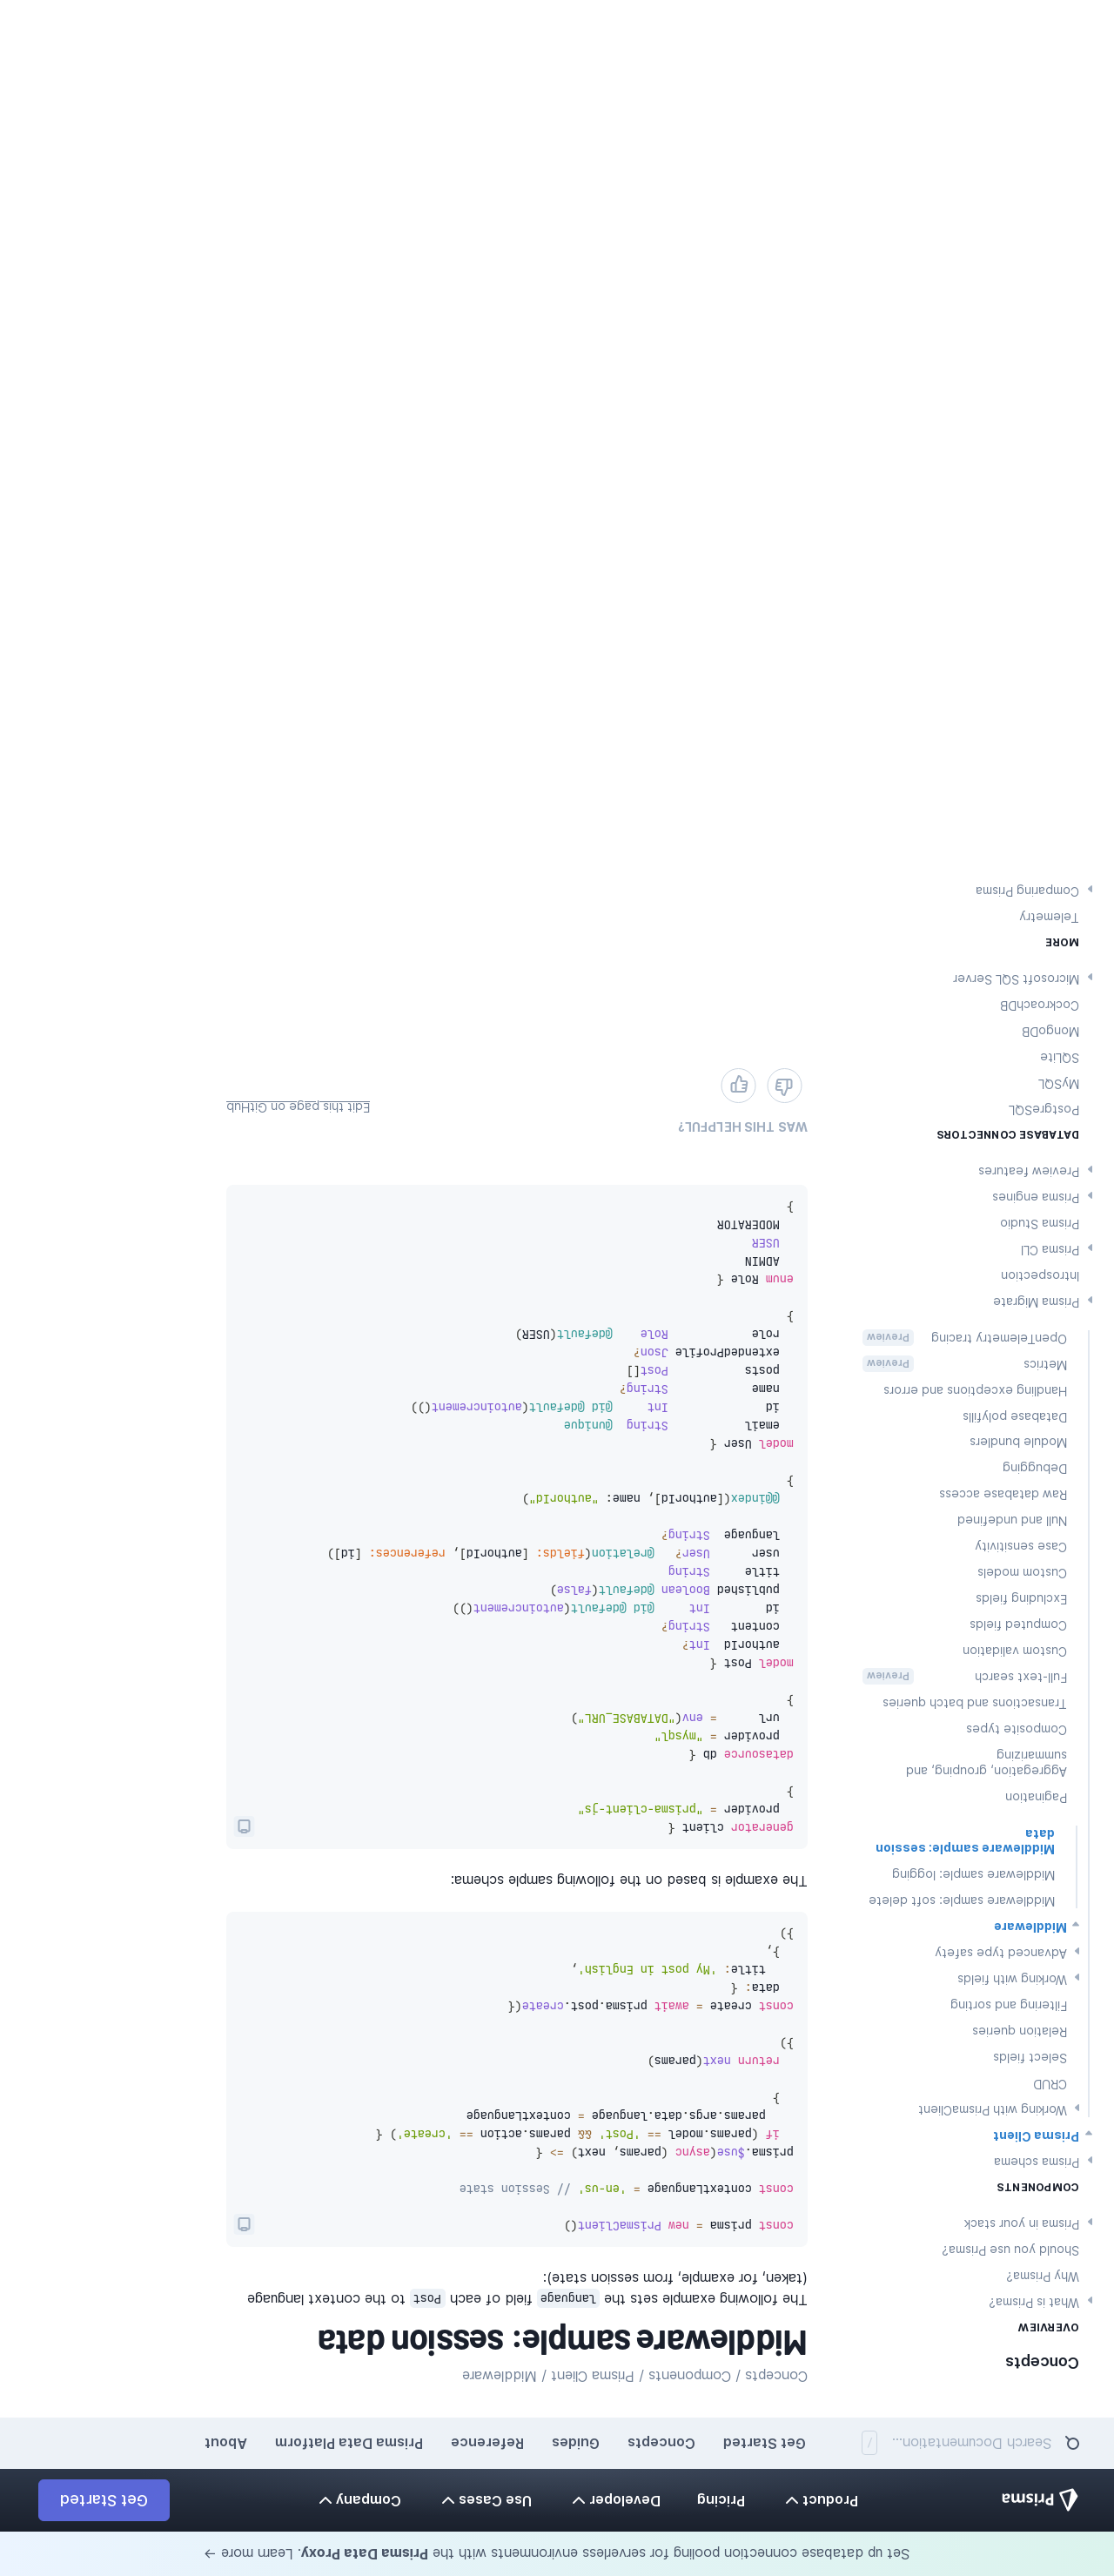 Set up database connection pooling for serverless environments with the Prisma Data Proxy. Learn more →
Prisma
Product
Pricing
Developer
Use Cases
Company
Get Started
Search Documentation...
/
Get Started
Concepts
Guides
Reference
Prisma Data Platform
About
Concepts
OVERVIEW
What is Prisma?
Why Prisma?
Should you use Prisma?
Prisma in your stack
COMPONENTS
Prisma schema
Prisma Client
Working with PrismaClient
CRUD
Select fields
Relation queries
Filtering and sorting
Working with fields
Advanced type safety
Middleware
Middleware sample: soft delete
Middleware sample: logging
Middleware sample: session
data
Pagination
Aggregation, grouping, and
summarizing
Composite types
Transactions and batch queries
Full-text search Preview
Custom validation
Computed fields
Excluding fields
Custom models
Case sensitivity
Null and undefined
Raw database access
Debugging
Module bundlers
Database polyfills
Handling exceptions and errors
Metrics Preview
OpenTelemetry tracing Preview
Prisma Migrate
Introspection
Prisma CLI
Prisma Studio
Prisma engines
Preview features
DATABASE CONNECTORS
PostgreSQL
MySQL
SQLite
MongoDB
CockroachDB
Microsoft SQL Server
MORE
Telemetry
Comparing Prisma
Concepts / Components / Prisma Client / Middleware
Middleware sample: session data
The following example sets the language field of each Post to the context language
(taken, for example, from session state):
const prisma = new PrismaClient()
const contextLanguage = 'en-us' // Session state
prisma.$use(async (params, next) => {
  if (params.model == 'Post' && params.action == 'create') {
    params.args.data.language = contextLanguage
  }
  return next(params)
})
const create = await prisma.post.create({
  data: {
    title: 'My post in English',
  },
})
The example is based on the following sample schema:
generator client {
  provider = "prisma-client-js"
}
datasource db {
  provider = "mysql"
  url      = env("DATABASE_URL")
}
model Post {
  authorId  Int?
  content   String?
  id        Int     @id @default(autoincrement())
  published Boolean @default(false)
  title     String
  user      User?   @relation(fields: [authorId], references: [id])
  language  String?
  @@index([authorId], name: "authorId")
}
model User {
  email           String  @unique
  id              Int     @id @default(autoincrement())
  name            String?
  posts           Post[]
  extendedProfile Json?
  role            Role    @default(USER)
}
enum Role {
  ADMIN
  USER
  MODERATOR
}
WAS THIS HELPFUL?
Edit this page on GitHub